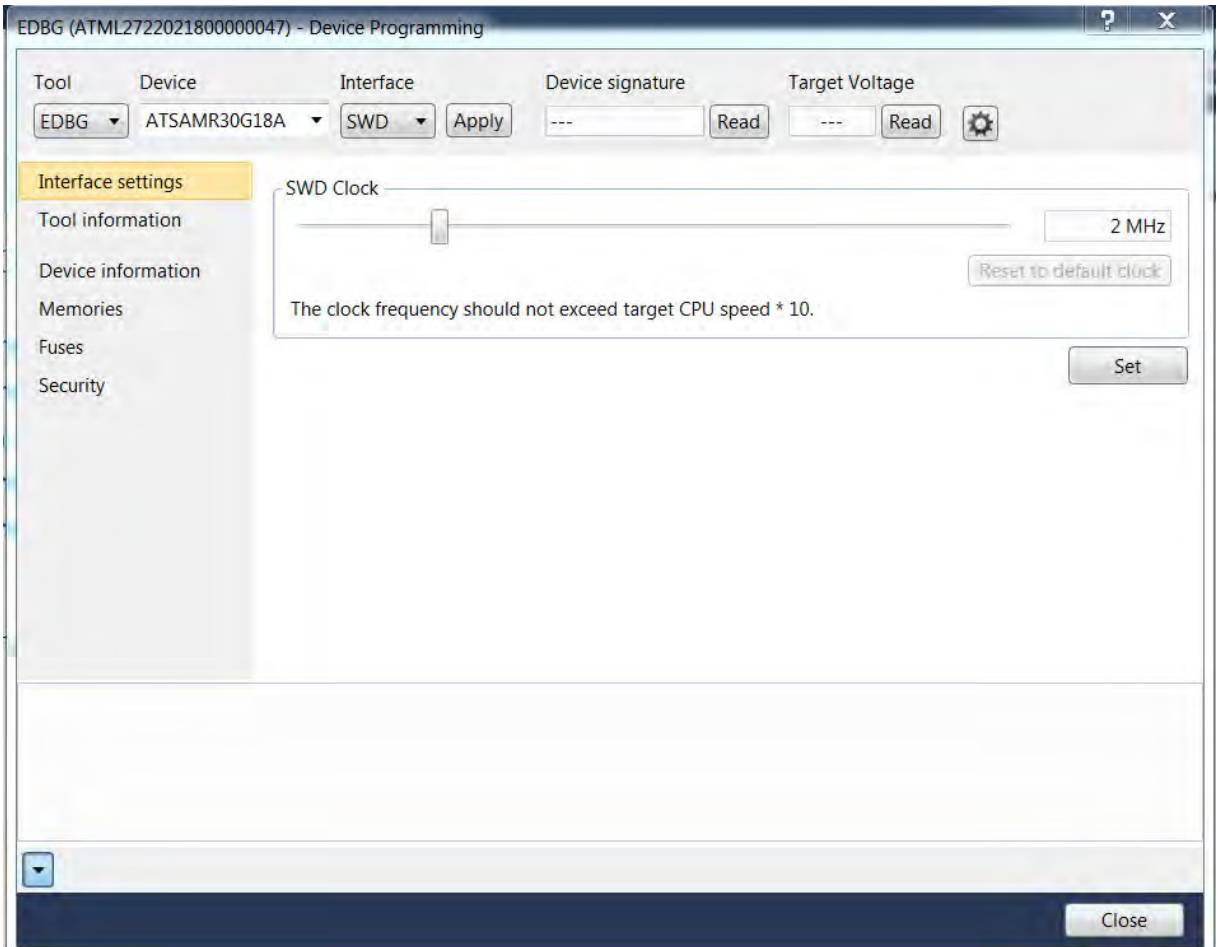 EDBG (ATML2722021800000047) - Device Programming
Tool Device Interface Device signature Target Voltage
EDBG ATSAMR30G18A SWD Apply --- Read --- Read
Interface settings
Tool information
Device information
Memories
Fuses
Security
SWD Clock
2 MHz
Reset to default clock
The clock frequency should not exceed target CPU speed * 10.
Set
Close